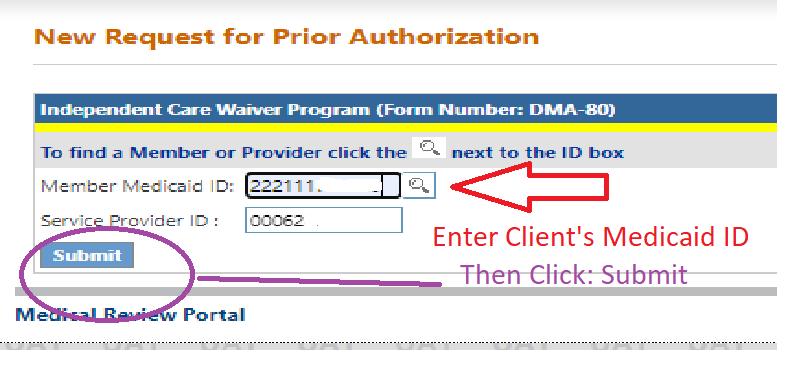 New Request for Prior Authorization
Independent Care Waiver Program (Form Number: DMA-80)
To find a Member or Provider click the next to the ID box
Member Medicaid ID: 222111.
Service Provider ID : 00062
Enter Client's Medicaid ID
Submit
Then Click: Submit
Medical Review Portal